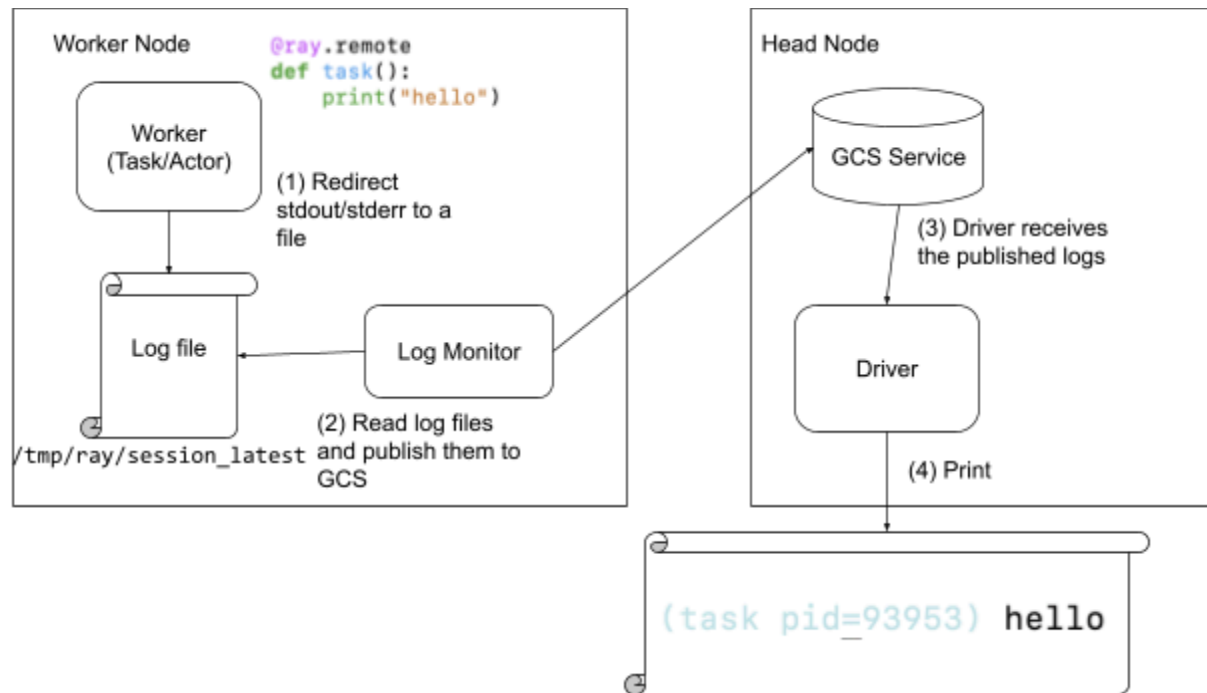 Worker Node
@ray.remote
def task():
    print("hello")
Worker
(Task/Actor)
(1) Redirect
stdout/stderr to a
file
Log file
/tmp/ray/session_latest
Log Monitor
(2) Read log files
and publish them to
GCS
Head Node
GCS Service
(3) Driver receives
the published logs
Driver
(4) Print
(task pid=93953) hello